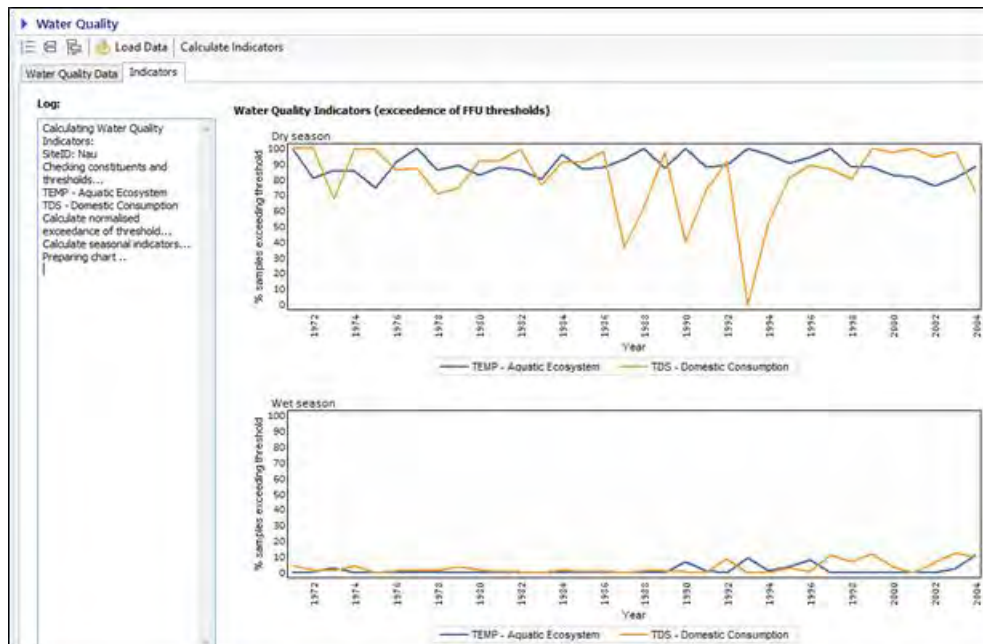 Water Quality
Load Data Calculate Indicators
Water Quality Data Indicators
Log:
Calculating Water Quality
Indicators:
SiteID: Nau
Checking constituents and
thresholds...
TEMP - Aquatic Ecosystem
TDS - Domestic Consumption
Calculate normalised
exceedance of threshold...
Calculate seasonal indicators...
Preparing chart ..
Water Quality Indicators (exceedence of FFU thresholds)
Dry season
% samples exceeding threshold
100
90
80
70
60
50
40
30
20
10
0
1972 1974 1976 1978 1980 1982 1984 1986 1988 1990 1992 1994 1996 1998 2000 2002 2004
Year
TEMP - Aquatic Ecosystem TDS - Domestic Consumption
Wet season
% samples exceeding threshold
100
90
80
70
60
50
40
30
20
10
0
1972 1974 1976 1978 1980 1982 1984 1986 1988 1990 1992 1994 1996 1998 2000 2002 2004
Year
TEMP - Aquatic Ecosystem TDS - Domestic Consumption